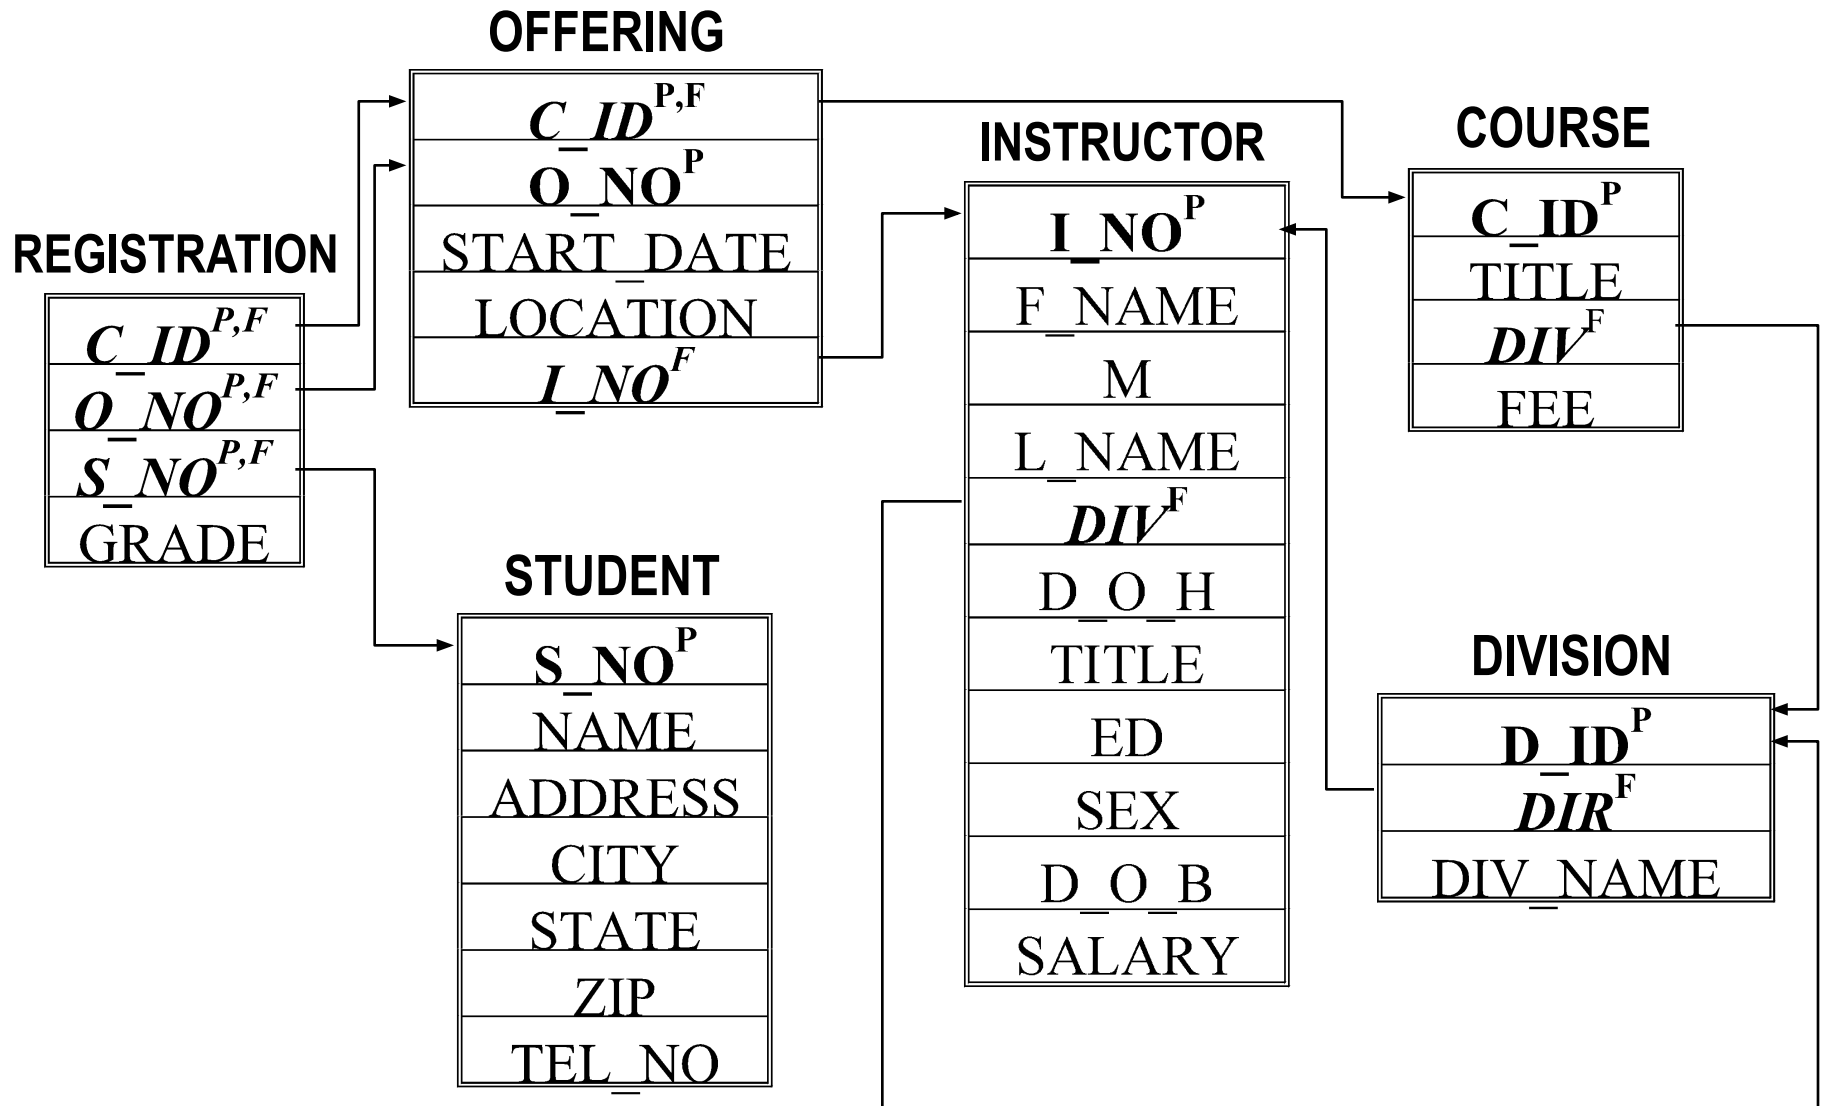 OFFERING
C_ID^P,F
O_NO^P
START_DATE
LOCATION
I_NO^F
REGISTRATION
C_ID^P,F
O_NO^P,F
S_NO^P,F
GRADE
STUDENT
S_NO^P
NAME
ADDRESS
CITY
STATE
ZIP
TEL_NO
INSTRUCTOR
I_NO^P
F_NAME
M
L_NAME
DIV^F
D_O_H
TITLE
ED
SEX
D_O_B
SALARY
COURSE
C_ID^P
TITLE
DIV^F
FEE
DIVISION
D_ID^P
DIR^F
DIV_NAME